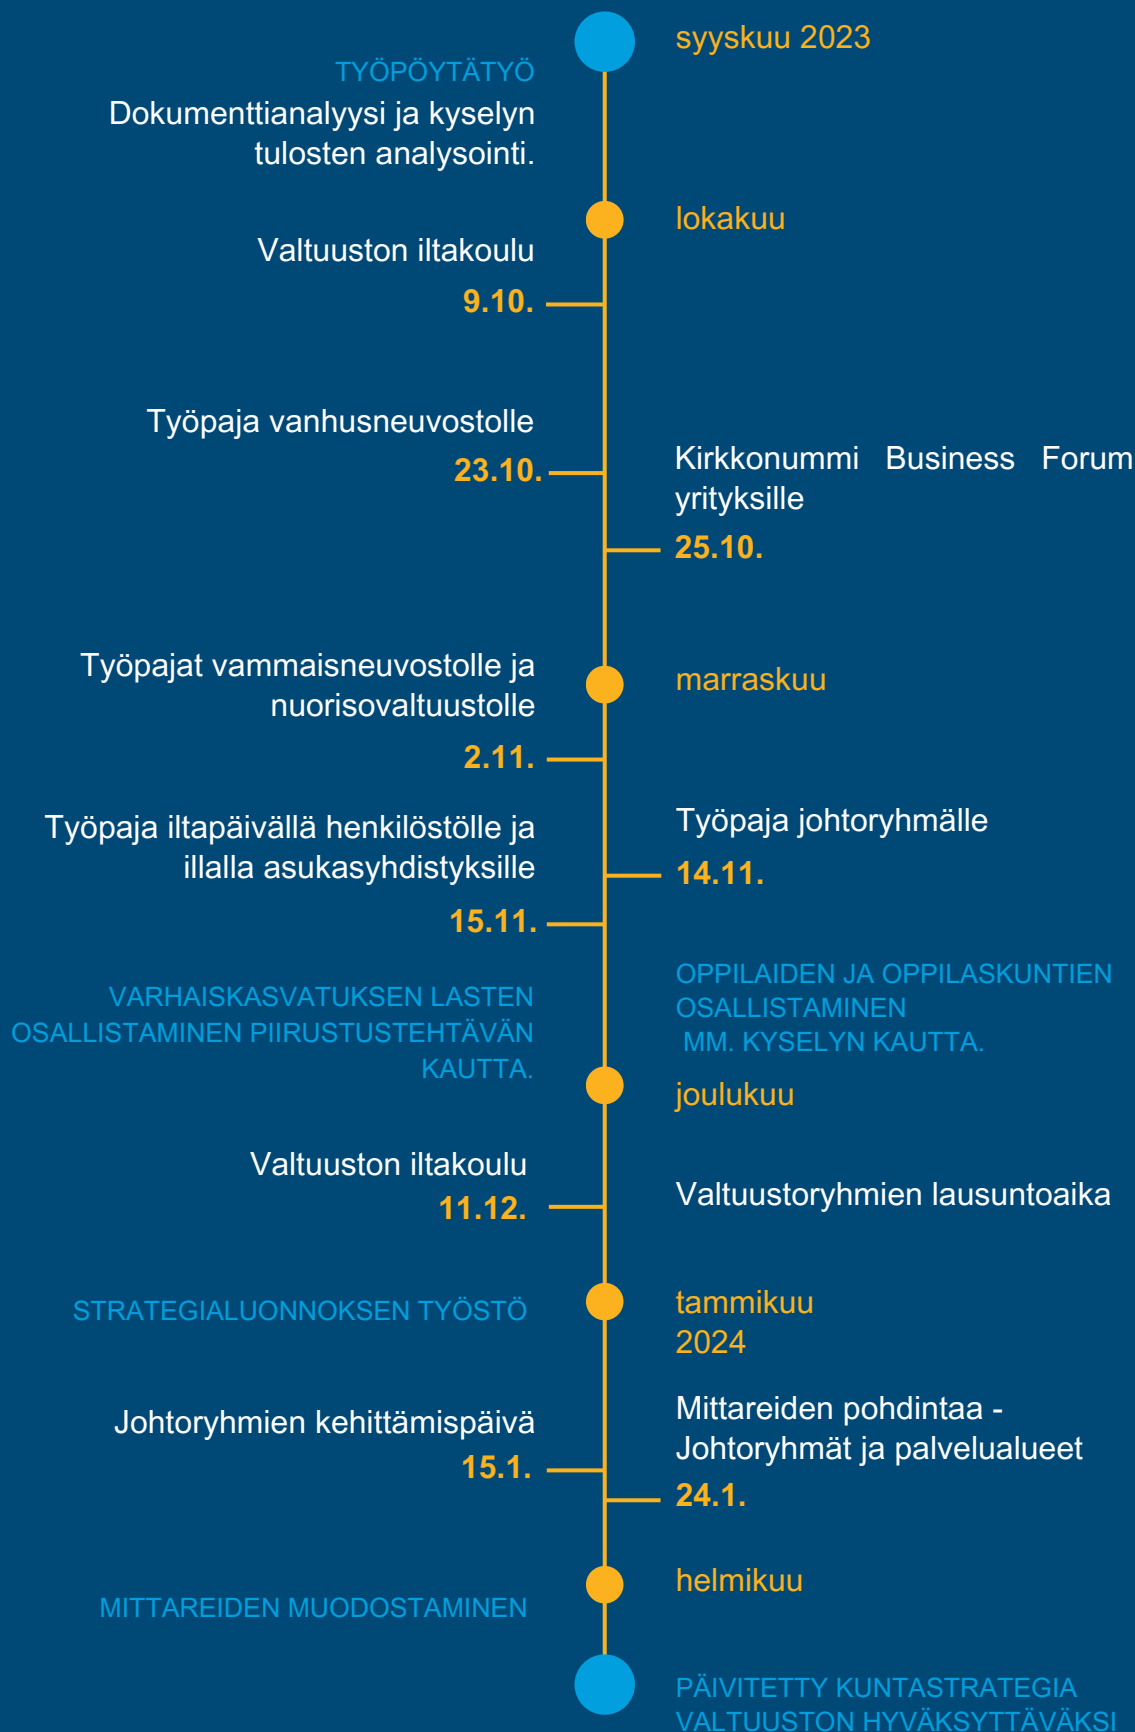 syyskuu 2023
TYÖPÖYTÄTYÖ
Dokumenttianalyysi ja kyselyn
tulosten analysointi.
lokakuu
Valtuuston iltakoulu
9.10.
Työpaja vanhusneuvostolle
23.10.
Kirkkonummi Business Forum
yrityksille
25.10.
Työpajat vammaisneuvostolle ja
nuorisovaltuustolle
2.11.
marraskuu
Työpaja johtoryhmälle
14.11.
Työpaja iltapäivällä henkilöstölle ja
illalla asukasyhdistyksille
15.11.
VARHAISKASVATUKSEN LASTEN
OSALLISTAMINEN PIIRUSTUSTEHTÄVÄN
KAUTTA.
OPPILAIDEN JA OPPILASKUNTIEN
OSALLISTAMINEN
MM. KYSELYN KAUTTA.
joulukuu
Valtuuston iltakoulu
11.12.
Valtuustoryhmien lausuntoaika
STRATEGIALUONNOKSEN TYÖSTÖ
tammikuu
2024
Johtoryhmien kehittämispäivä
15.1.
Mittareiden pohdintaa -
Johtoryhmät ja palvelualueet
24.1.
helmikuu
MITTAREIDEN MUODOSTAMINEN
PÄIVITETTY KUNTASTRATEGIA
VALTUUSTON HYVÄKSYTTÄVÄKSI